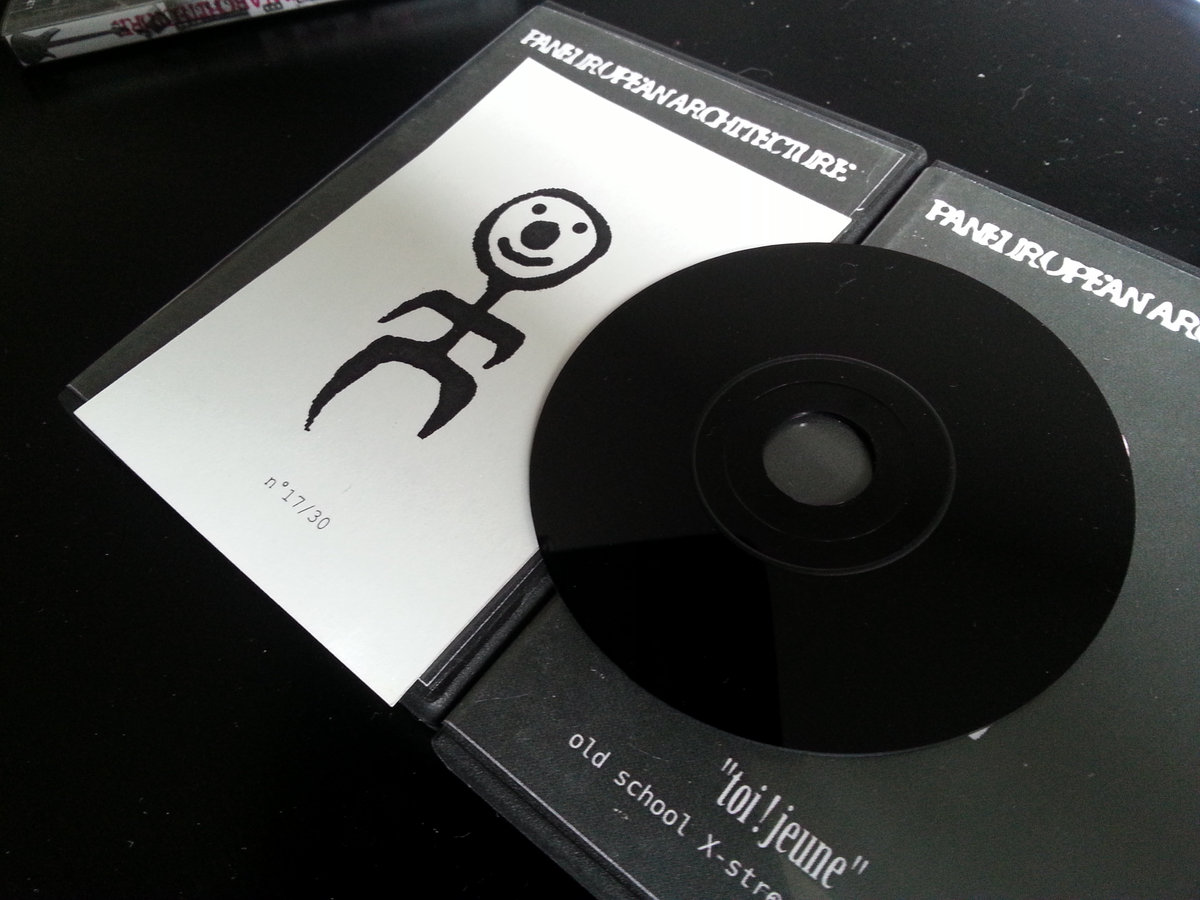 PANEUROPEAN ARCHITECTURE
n°17/30
PANEUROPEAN ARC
"toi! jeune"
old school X-stre